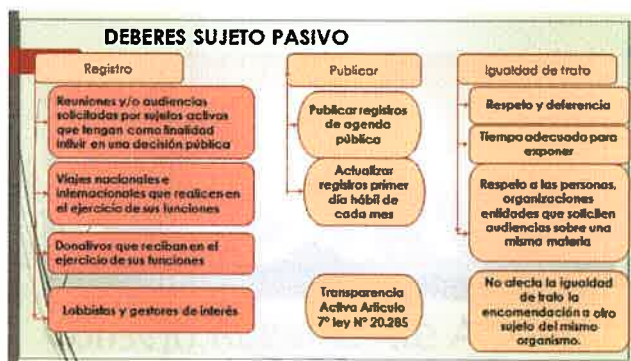 DEBERES SUJETO PASIVO
Registro
Reuniones y/o audiencias
solicitadas por sujetos activas
que tengan como finalidad
influir en una decisión pública
Viajes nacionales e
internacionales que realicen en
el ejercicio de sus funciones
Donativos que reciban en el
ejercicio de sus funciones
Lobbistas y gestores de interés
Publicar
Publicar registros
de agenda
pública
Actualizar
registros primer
día hábil de
cada mes
Transparencia
Activa Articulo
7° ley N° 20.285
Igualdad de trato
Respeto y deferencia
Tiempo adecuado para
exponer
Respeto a las personas,
organizaciones
entidades que soliciten
audiencias sobre una
misma materia
No afecta la igualdad
de trato la
encomendación a otro
sujeto del mismo
organismo.